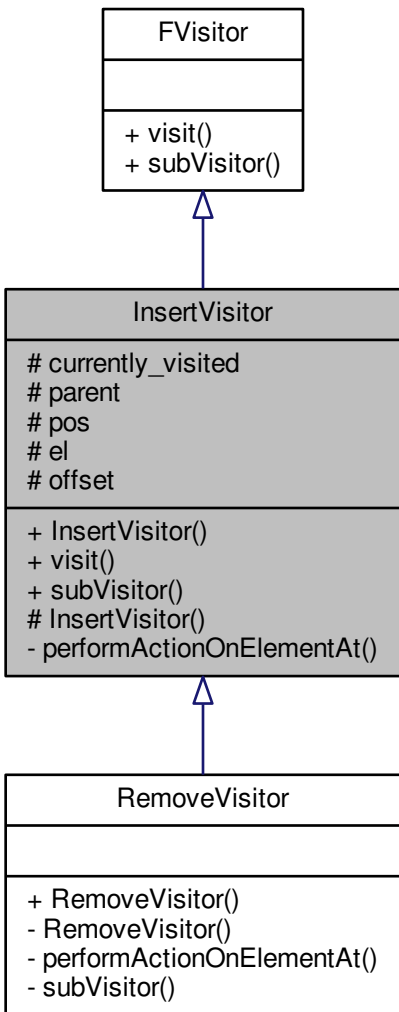 FVisitor
+ visit()
+ subVisitor()
InsertVisitor
# currently_visited
# parent
# pos
# el
# offset
+ InsertVisitor()
+ visit()
+ subVisitor()
# InsertVisitor()
- performActionOnElementAt()
RemoveVisitor
+ RemoveVisitor()
- RemoveVisitor()
- performActionOnElementAt()
- subVisitor()